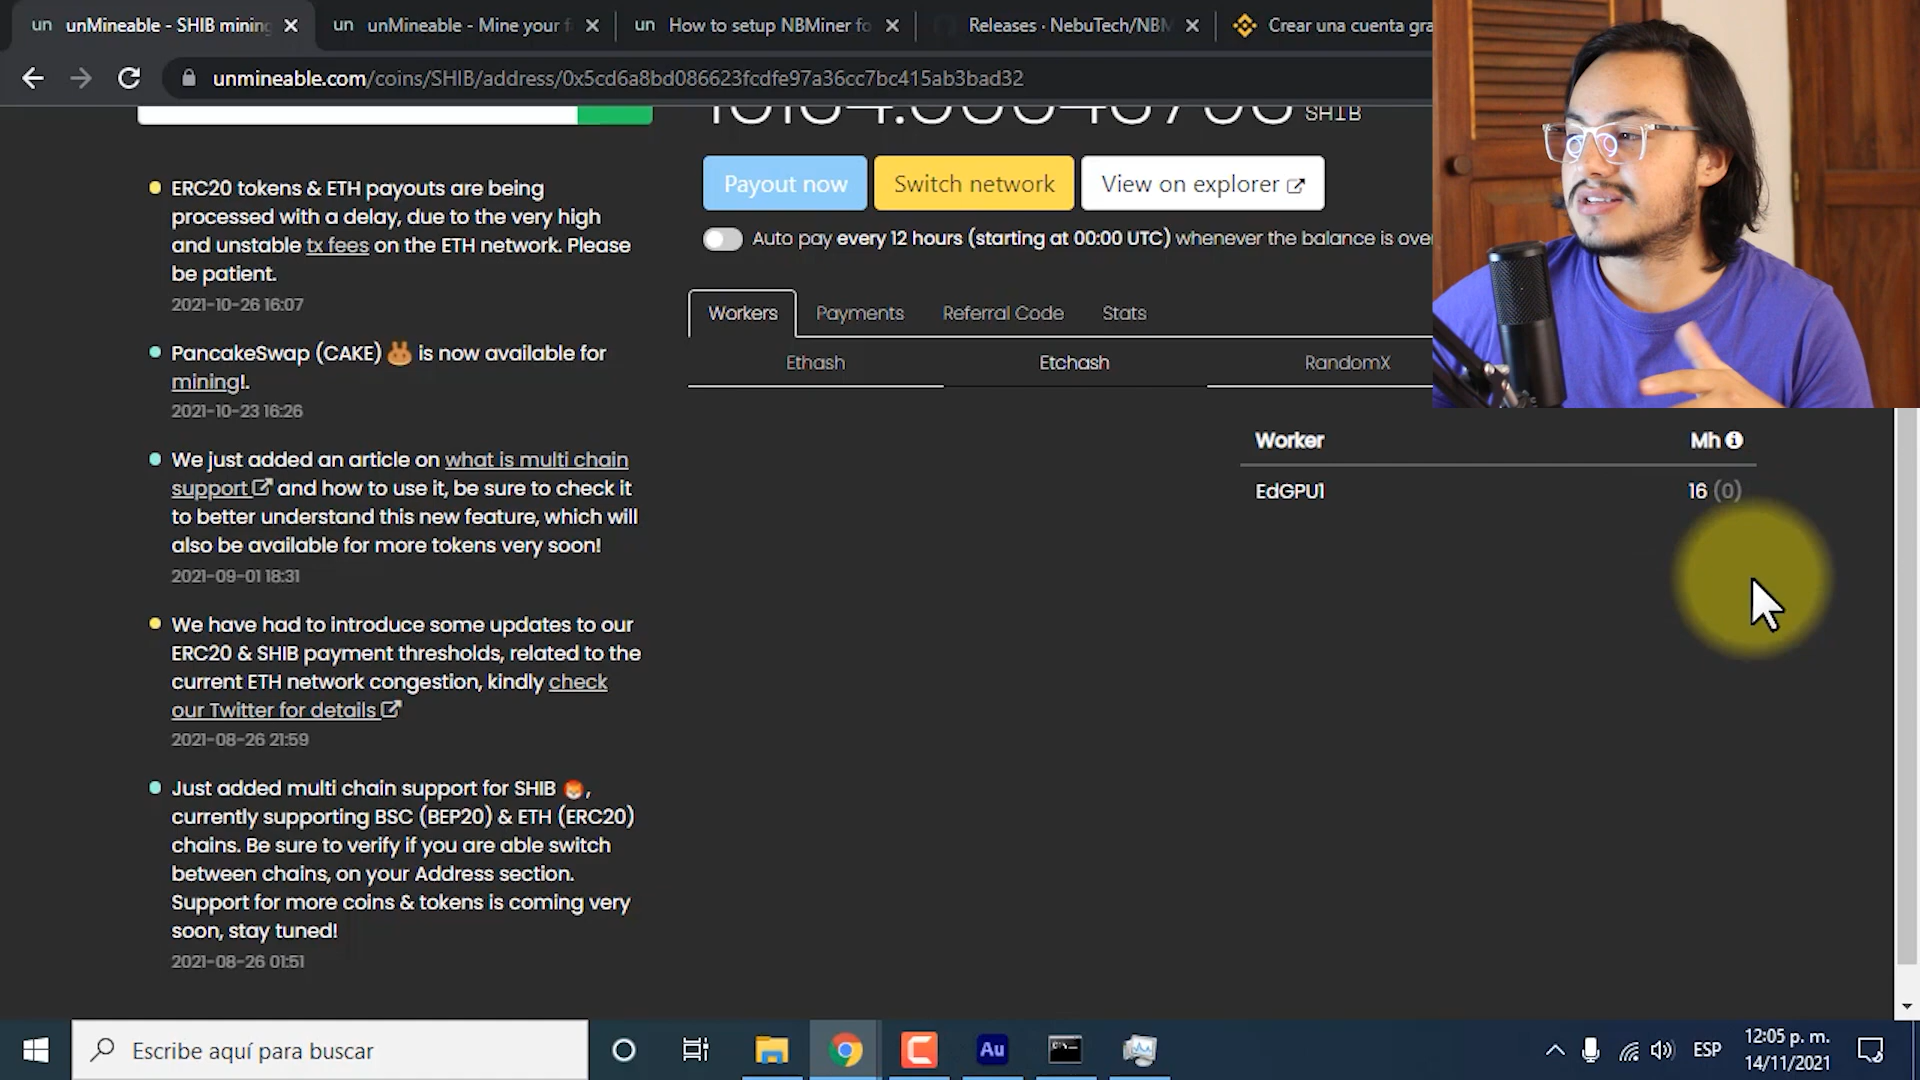 un unMineable - SHIB mining
un unMineable - Mine your f
un How to setup NBMiner fo
Releases · NebuTech/NBM
Crear una cuenta gra
unmineable.com/coins/SHIB/address/0x5cd6a8bd086623fcdfe97a36cc7bc415ab3bad32
SHIB
Payout now
Switch network
View on explorer
Auto pay every 12 hours (starting at 00:00 UTC) whenever the balance is over
Workers
Payments
Referral Code
Stats
Ethash
Etchash
RandomX
Worker
Mh
EdGPU1
16 (0)
ERC20 tokens & ETH payouts are being
processed with a delay, due to the very high
and unstable tx fees on the ETH network. Please
be patient.
2021-10-26 16:07
PancakeSwap (CAKE) is now available for
mining!.
2021-10-23 16:26
We just added an article on what is multi chain
support and how to use it, be sure to check it
to better understand this new feature, which will
also be available for more tokens very soon!
2021-09-01 18:31
We have had to introduce some updates to our
ERC20 & SHIB payment thresholds, related to the
current ETH network congestion, kindly check
our Twitter for details
2021-08-26 21:59
Just added multi chain support for SHIB ,
currently supporting BSC (BEP20) & ETH (ERC20)
chains. Be sure to verify if you are able switch
between chains, on your Address section.
Support for more coins & tokens is coming very
soon, stay tuned!
2021-08-26 01:51
Escribe aquí para buscar
Au
ESP
12:05 p. m.
14/11/2021